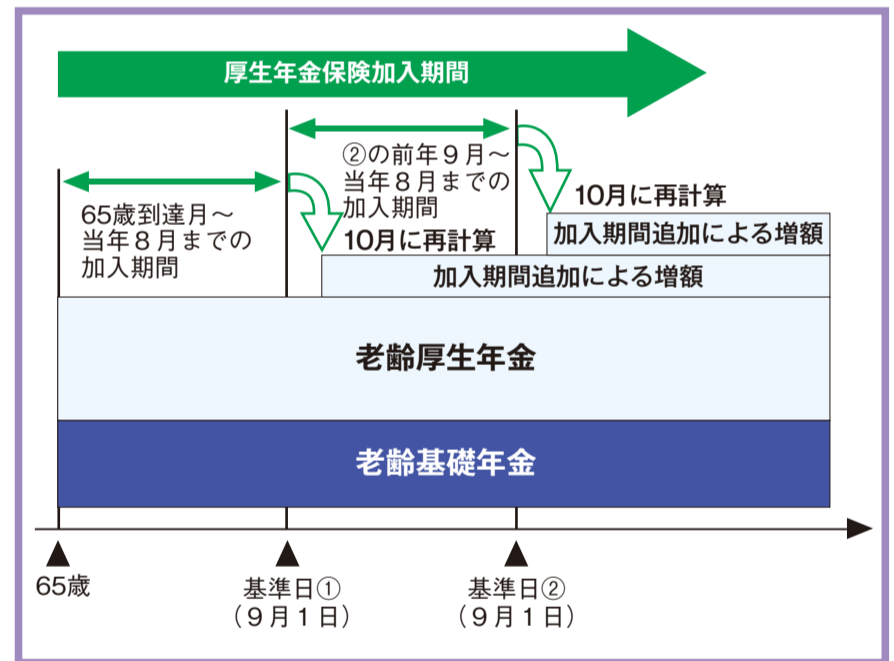 厚生年金保険加入期間
65歳到達月～
当年8月までの
加入期間
②の前年9月～
当年8月までの
加入期間
10月に再計算
10月に再計算
加入期間追加による増額
加入期間追加による増額
老齢厚生年金
老齢基礎年金
65歳
基準日①
（9月1日）
基準日②
（9月1日）